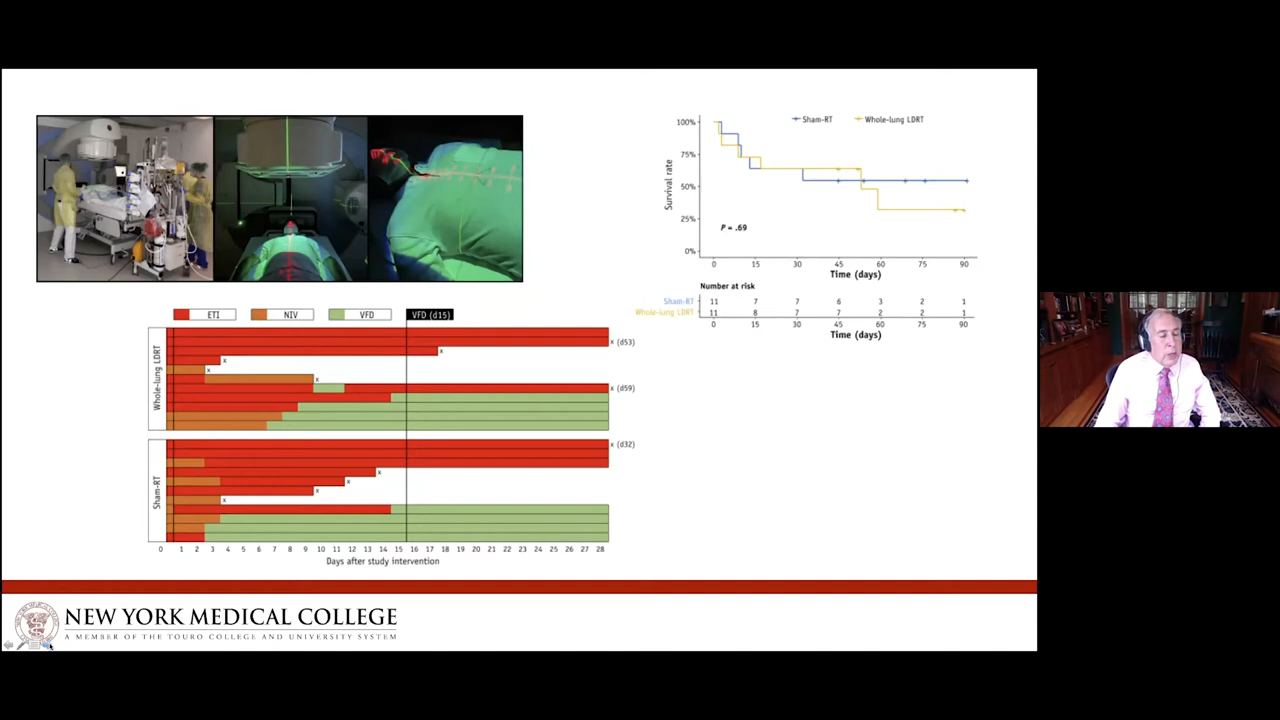 Sham-RT
Whole-lung LDRT
100%
75%
50%
25%
0%
Survival rate
P = .69
0 15 30 45 60 75 90
Time (days)
Number at risk
Sham-RT 11 7 7 6 3 2 1
Whole-lung LDRT 11 8 7 7 2 2 1
0 15 30 45 60 75 90
Time (days)
ETI NIV VFD VFD (d15)
Whole-lung LDRT
x (d53)
x
x
x
x
x (d59)
Sham-RT
x (d32)
x
x
x
x
0 1 2 3 4 5 6 7 8 9 10 11 12 13 14 15 16 17 18 19 20 21 22 23 24 25 26 27 28
Days after study intervention
NEW YORK MEDICAL COLLEGE
A MEMBER OF THE TOURO COLLEGE AND UNIVERSITY SYSTEM